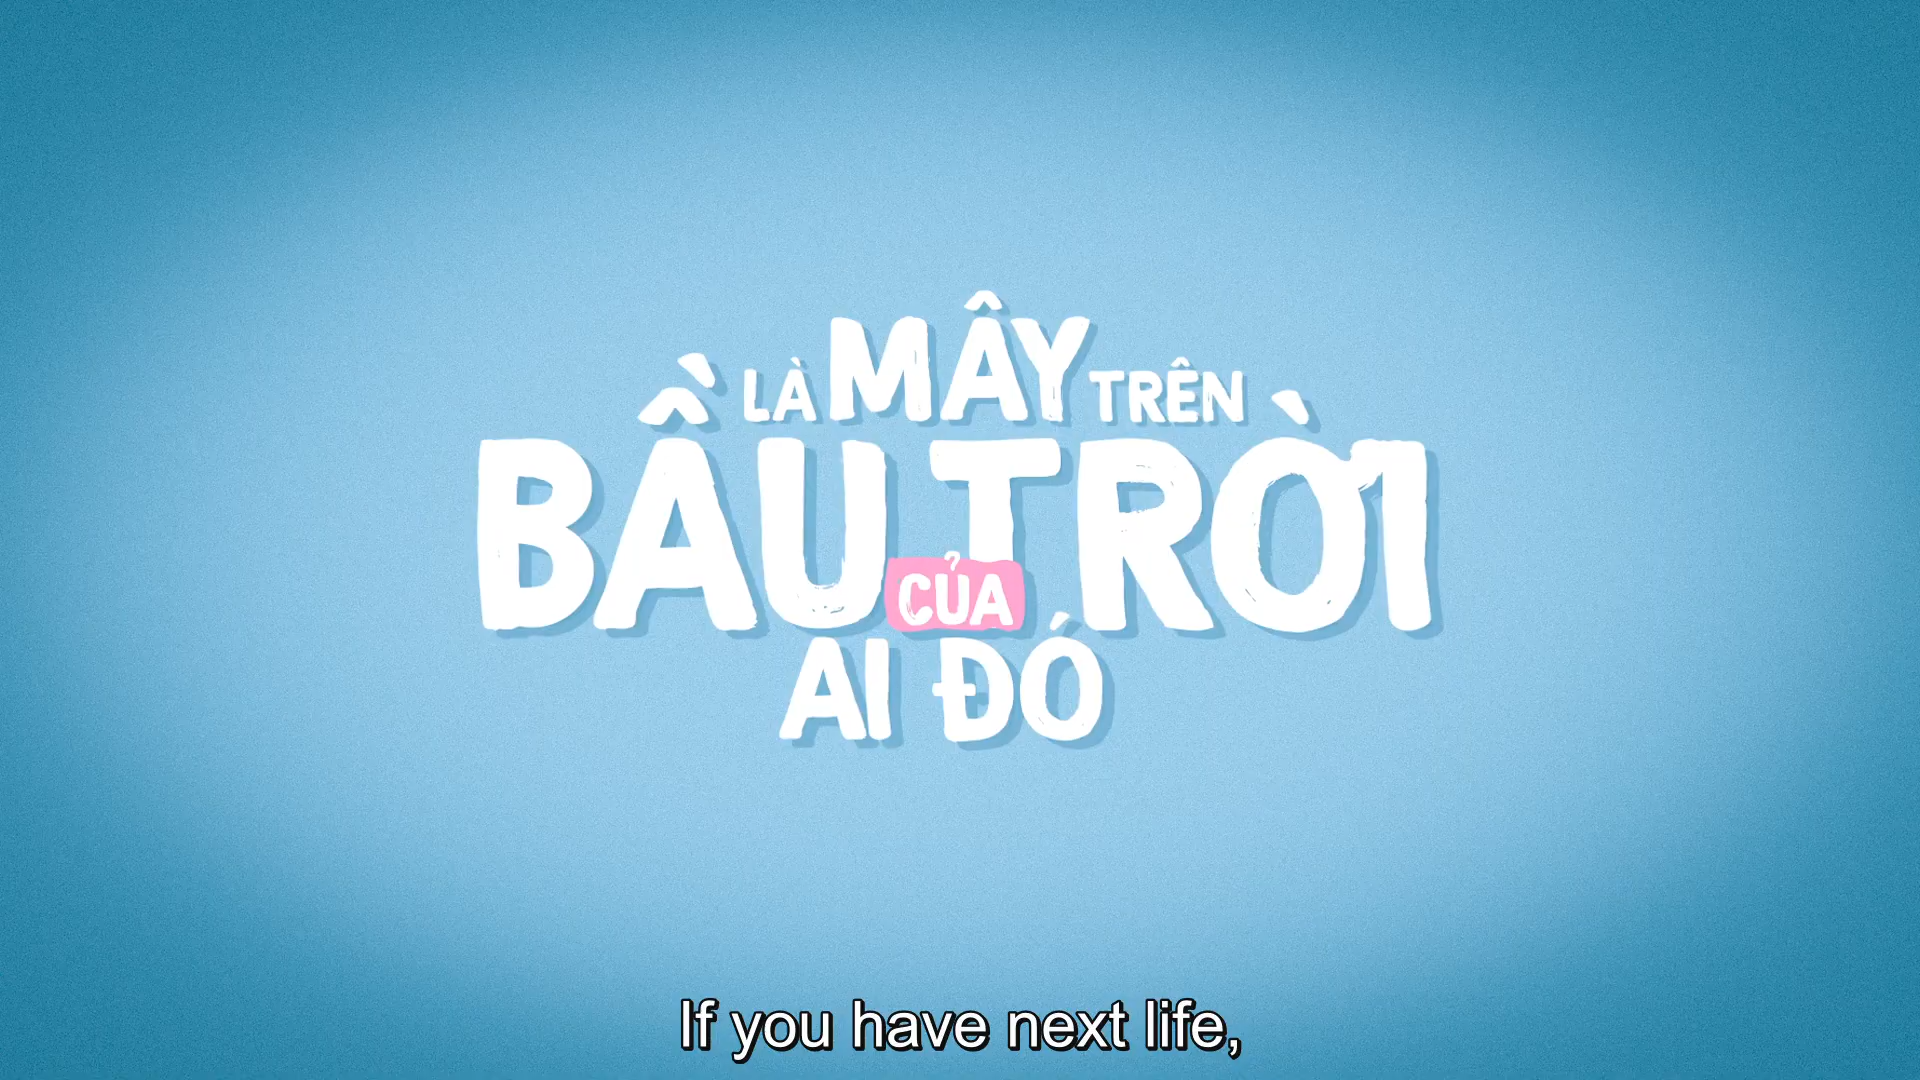 LÀ MÂY TRÊN
BẦU TRỜI
CỦA
AI ĐÓ
If you have next life,